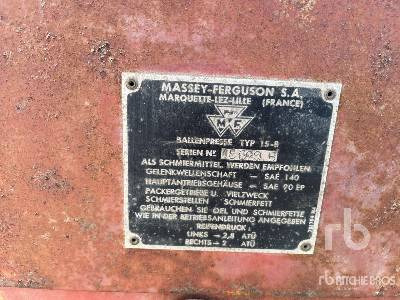 MASSEY-FERGUSON S.A.
MARQUETTE-LEZ-LILLE (FRANCE)
MF
BALLENPRESSE TYP 15-8
SERIEN No
ALS SCHMIERMITTEL WERDEN EMPFOHLEN
GELENKWELLENSCHAFT - SAE 140
HAUPTANTRIEBSGEHÄUSE - SAE 90 EP
PACKERGETRIEBE U. VIELZWECK
SCHMIERSTELLEN SCHMIERFETT
GEBRAUCHEN SIE OEL UND SCHMIERFETTE
WIE IN DER BETRIEBSANLEITUNG ANGEGEBEN
REIFENDRUCK:
LINKS → 2,8 ATÜ
RECHTS → 2 ATÜ
rb
RITCHIE BROS